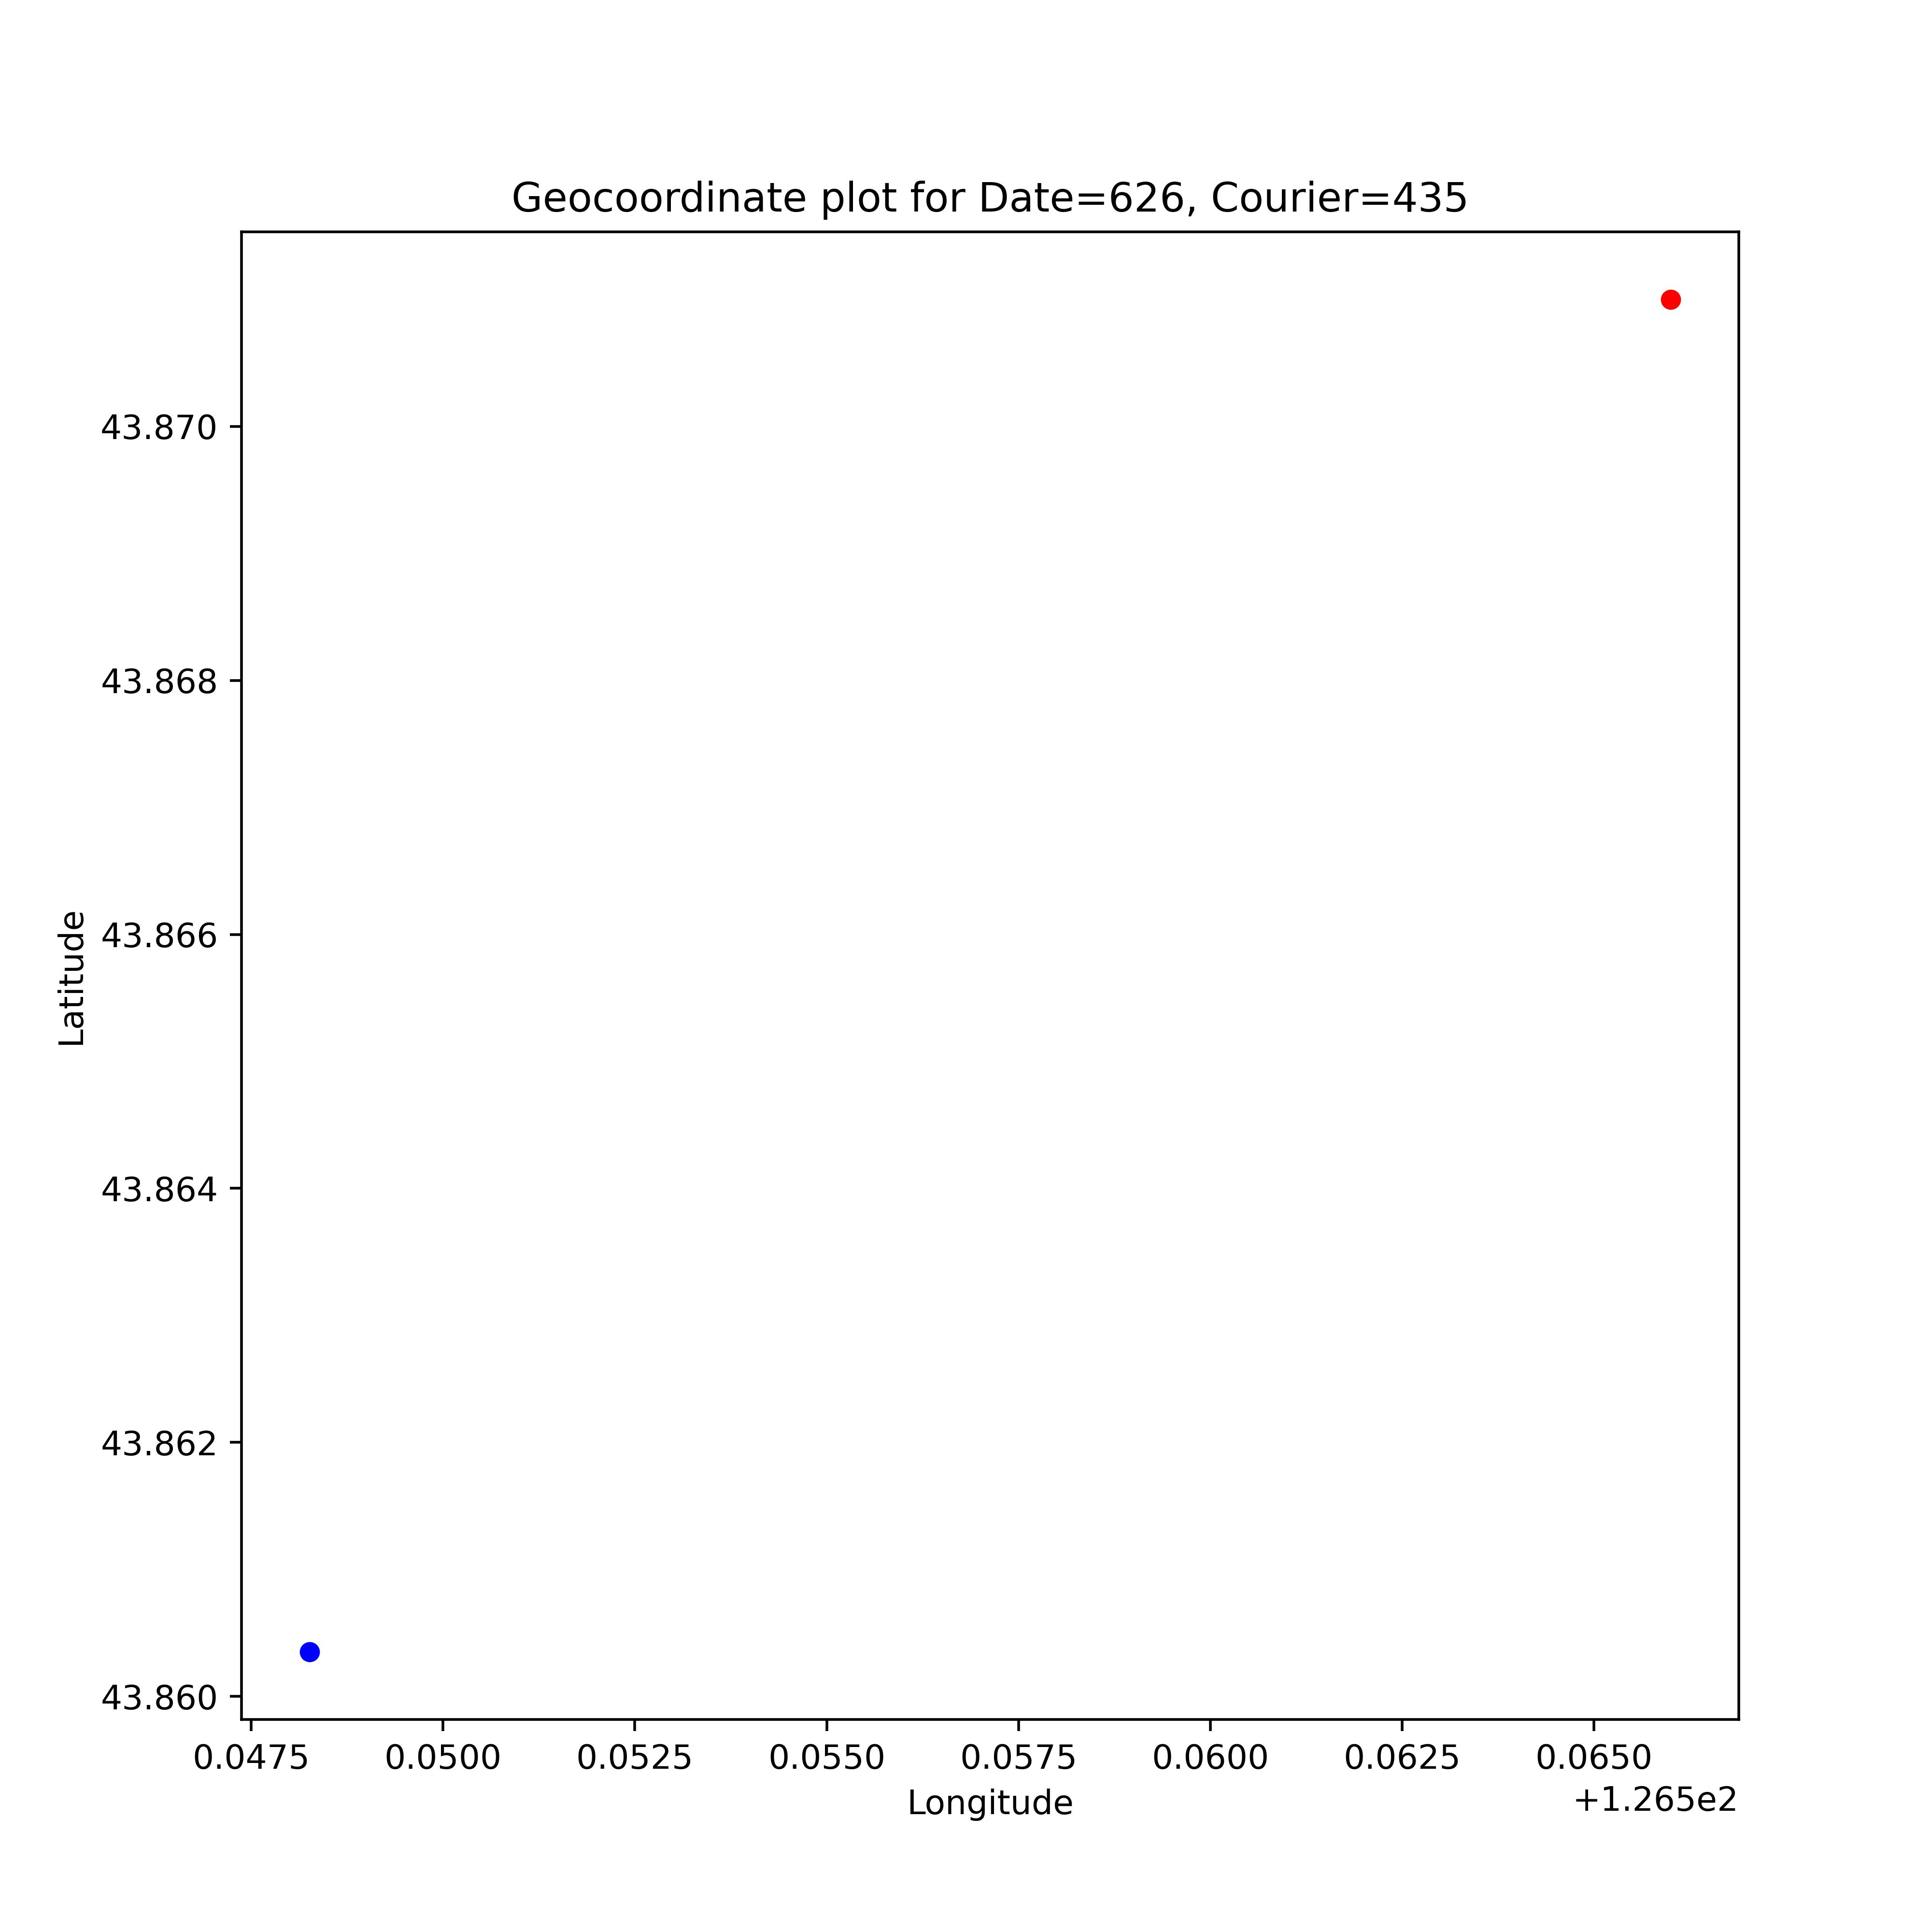 Geocoordinate plot for Date=626, Courier=435
43.870
43.868
43.866
43.864
43.862
43.860
Latitude
0.0475 0.0500 0.0525 0.0550 0.0575 0.0600 0.0625 0.0650
+1.265e2
Longitude